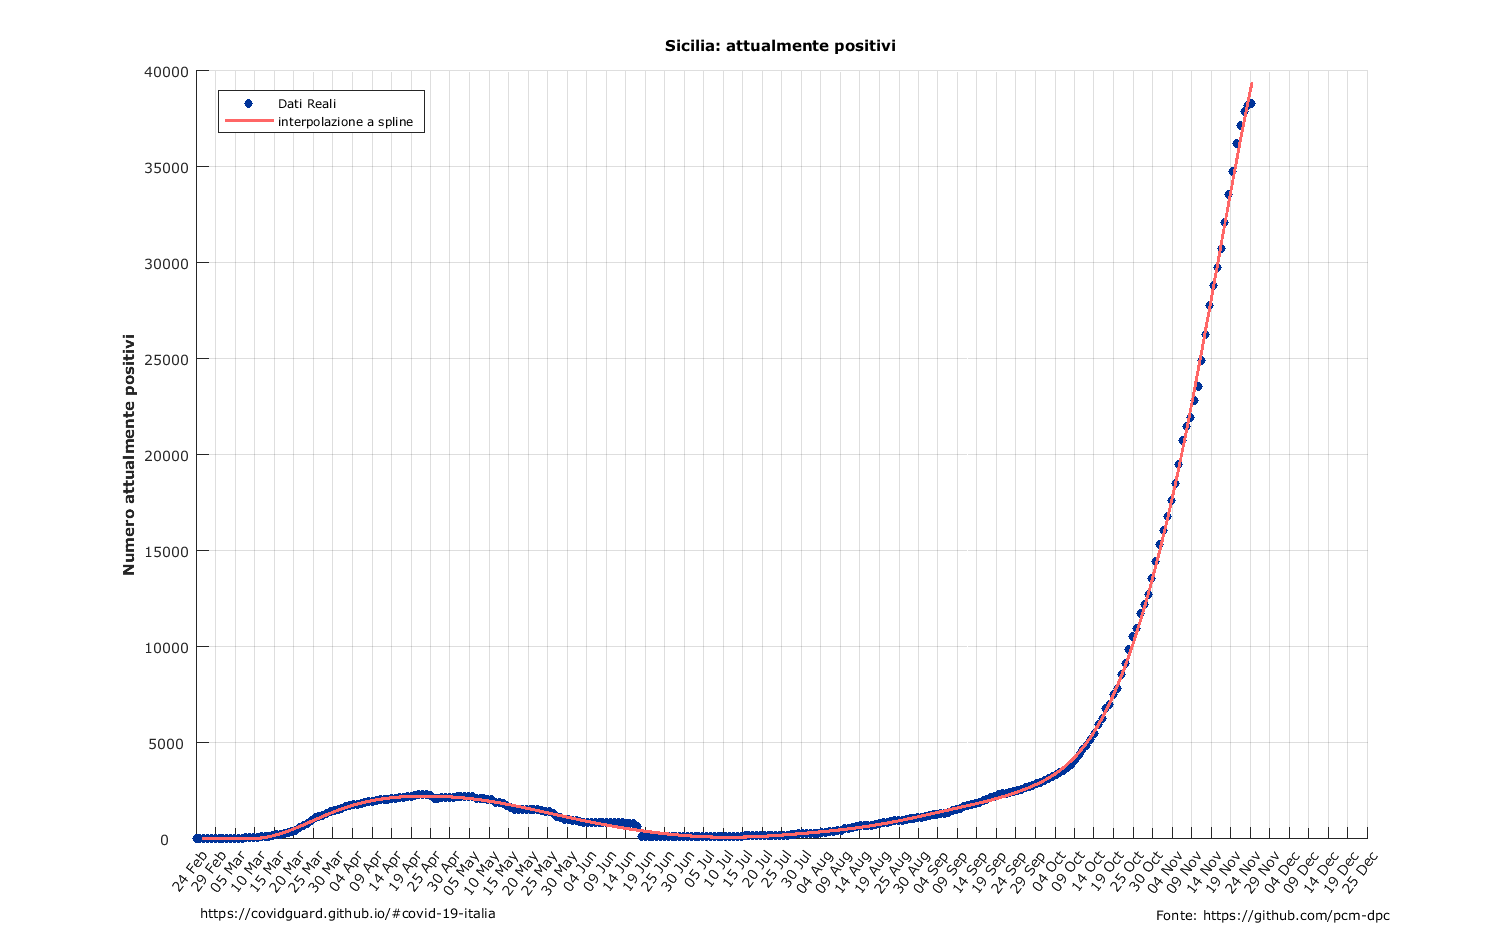 Sicilia: attualmente positivi
40000
35000
30000
25000
20000
15000
10000
5000
0
Numero attualmente positivi
Dati Reali
interpolazione a spline
24 Feb
29 Feb
05 Mar
10 Mar
15 Mar
20 Mar
25 Mar
30 Mar
04 Apr
09 Apr
14 Apr
19 Apr
25 Apr
30 Apr
05 May
10 May
15 May
20 May
25 May
30 May
04 Jun
09 Jun
14 Jun
19 Jun
25 Jun
30 Jun
05 Jul
10 Jul
15 Jul
20 Jul
25 Jul
30 Jul
04 Aug
09 Aug
14 Aug
19 Aug
25 Aug
30 Aug
04 Sep
09 Sep
14 Sep
19 Sep
24 Sep
29 Sep
04 Oct
09 Oct
14 Oct
19 Oct
25 Oct
30 Oct
04 Nov
09 Nov
14 Nov
19 Nov
24 Nov
29 Nov
04 Dec
09 Dec
14 Dec
19 Dec
25 Dec
https://covidguard.github.io/#covid-19-italia
Fonte: https://github.com/pcm-dpc